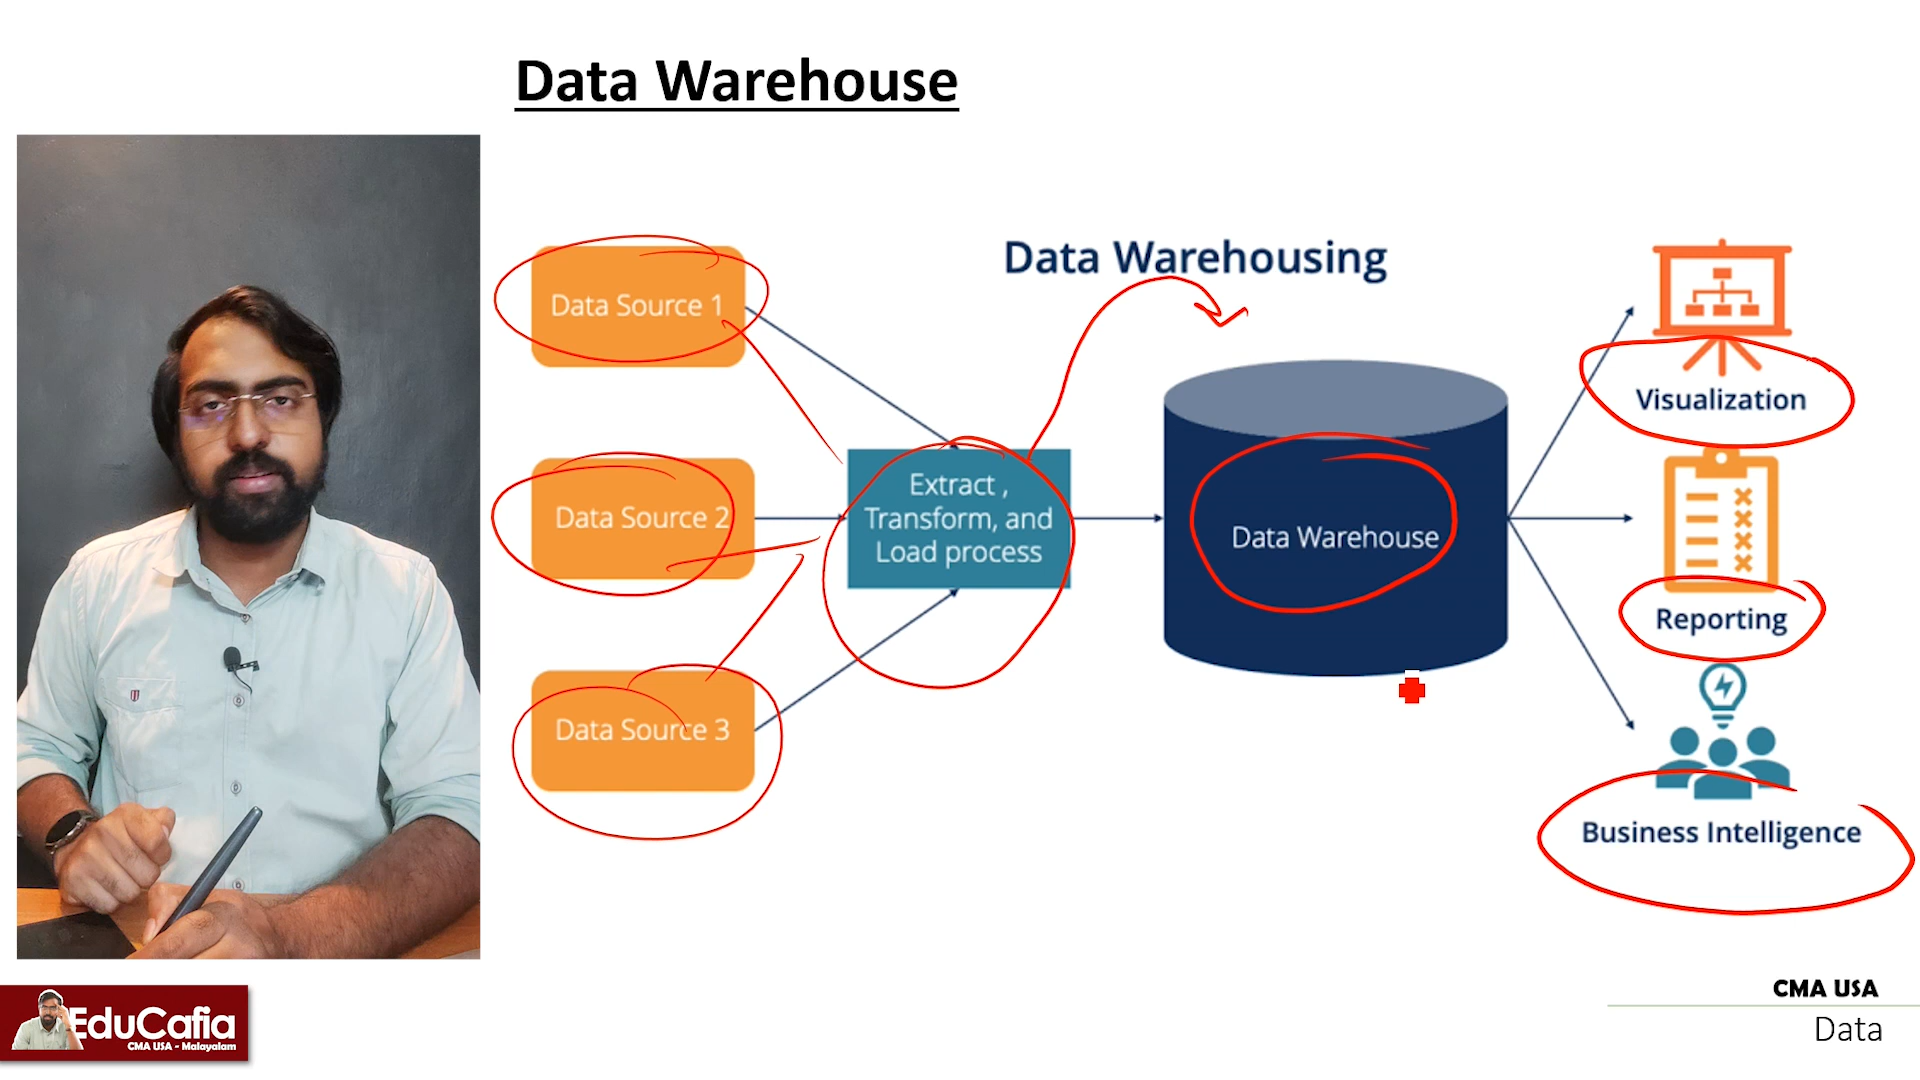 Data Warehouse
Data Warehousing
Data Source 1
Data Source 2
Data Source 3
Extract ,
Transform, and
Load process
Data Warehouse
Visualization
Reporting
Business Intelligence
EduCafia
CMA USA - Malayalam
CMA USA
Data